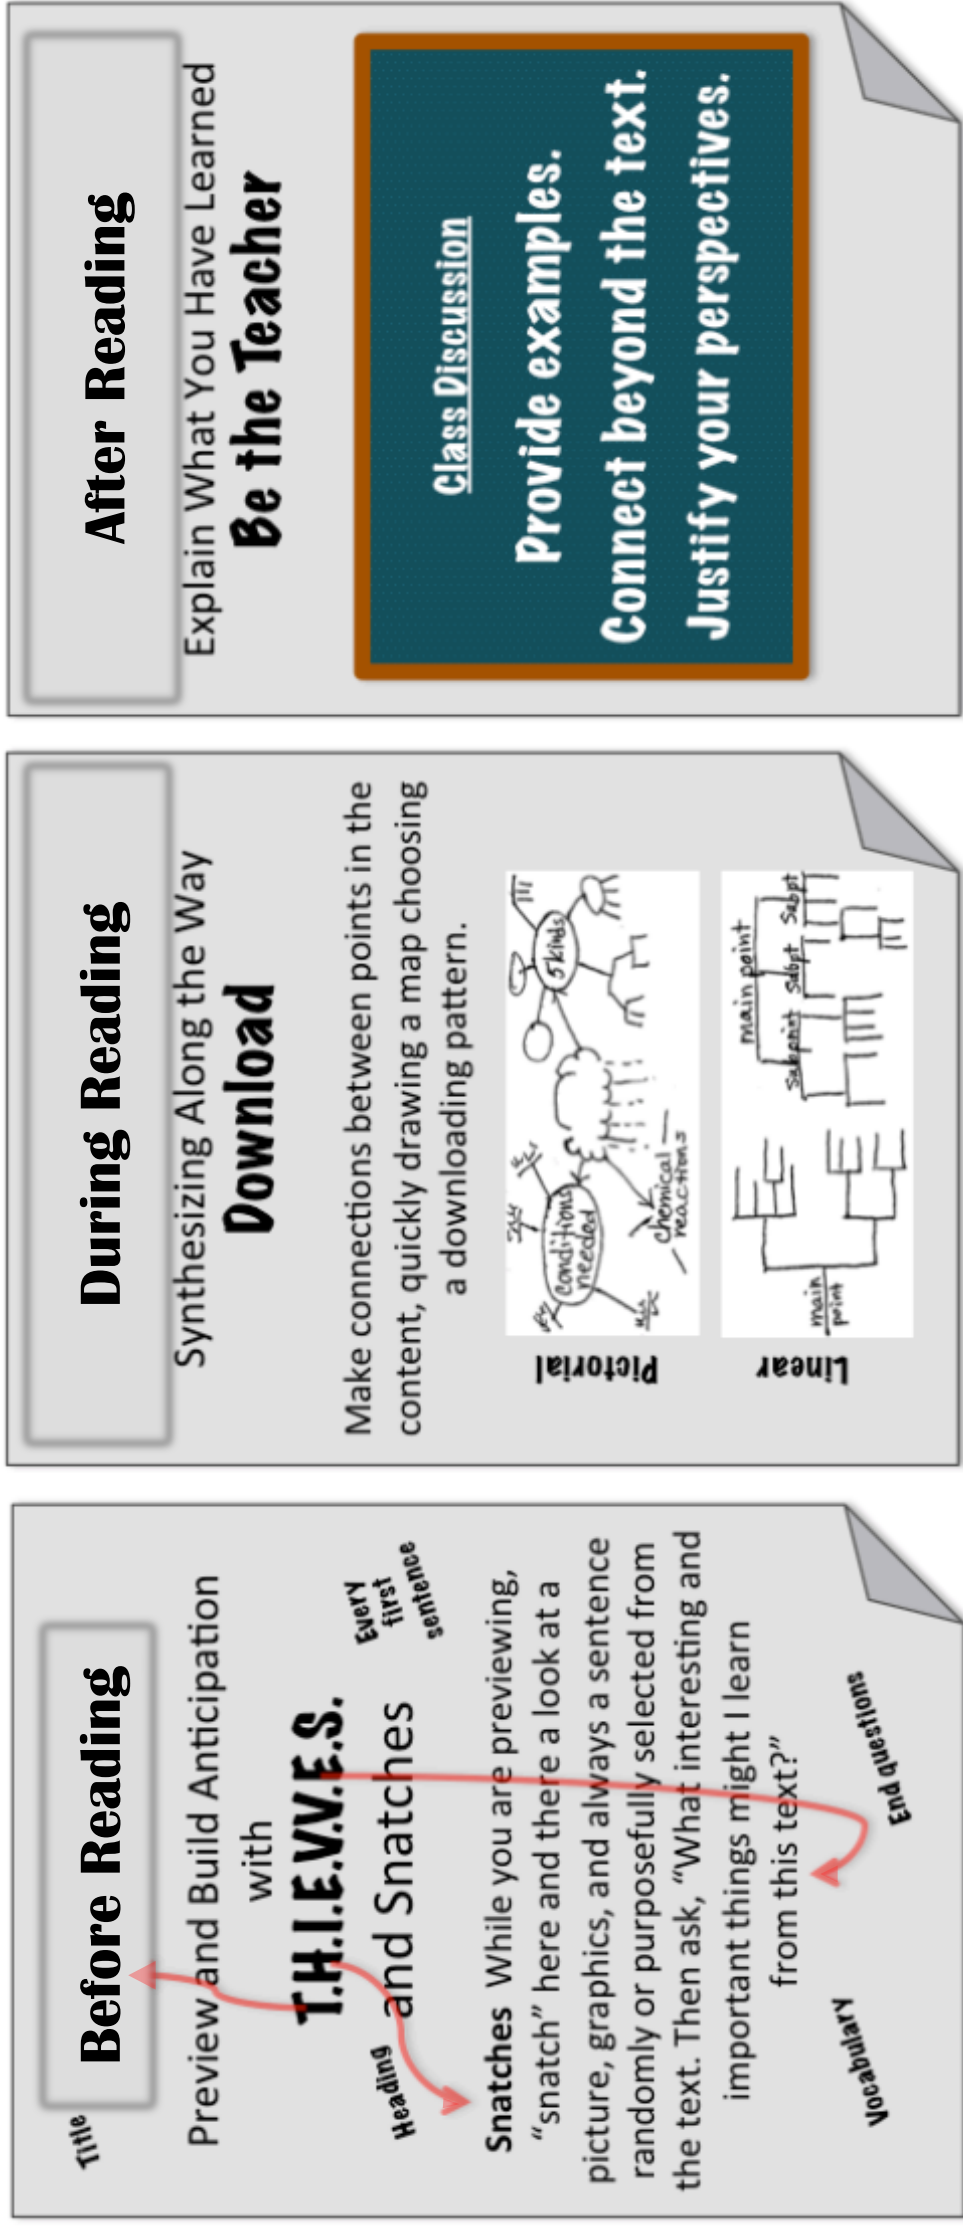 Title
Before Reading
Preview and Build Anticipation
with
T.H.I.E.V.V.E.S.
Every
first
sentence
Heading
and Snatches
Snatches While you are previewing,
“snatch” here and there a look at a
picture, graphics, and always a sentence
randomly or purposefully selected from
the text. Then ask, “What interesting and
important things might I learn
from this text?”
Vocabulary
End questions
During Reading
Synthesizing Along the Way
Download
Make connections between points in the
content, quickly drawing a map choosing
a downloading pattern.
Pictorial
conditions
needed
5 kinds
chemical
reactions
Linear
main
point
main point
Subpoint
Subpt
Subpt
After Reading
Explain What You Have Learned
Be the Teacher
Class Discussion
Provide examples.
Connect beyond the text.
Justify your perspectives.